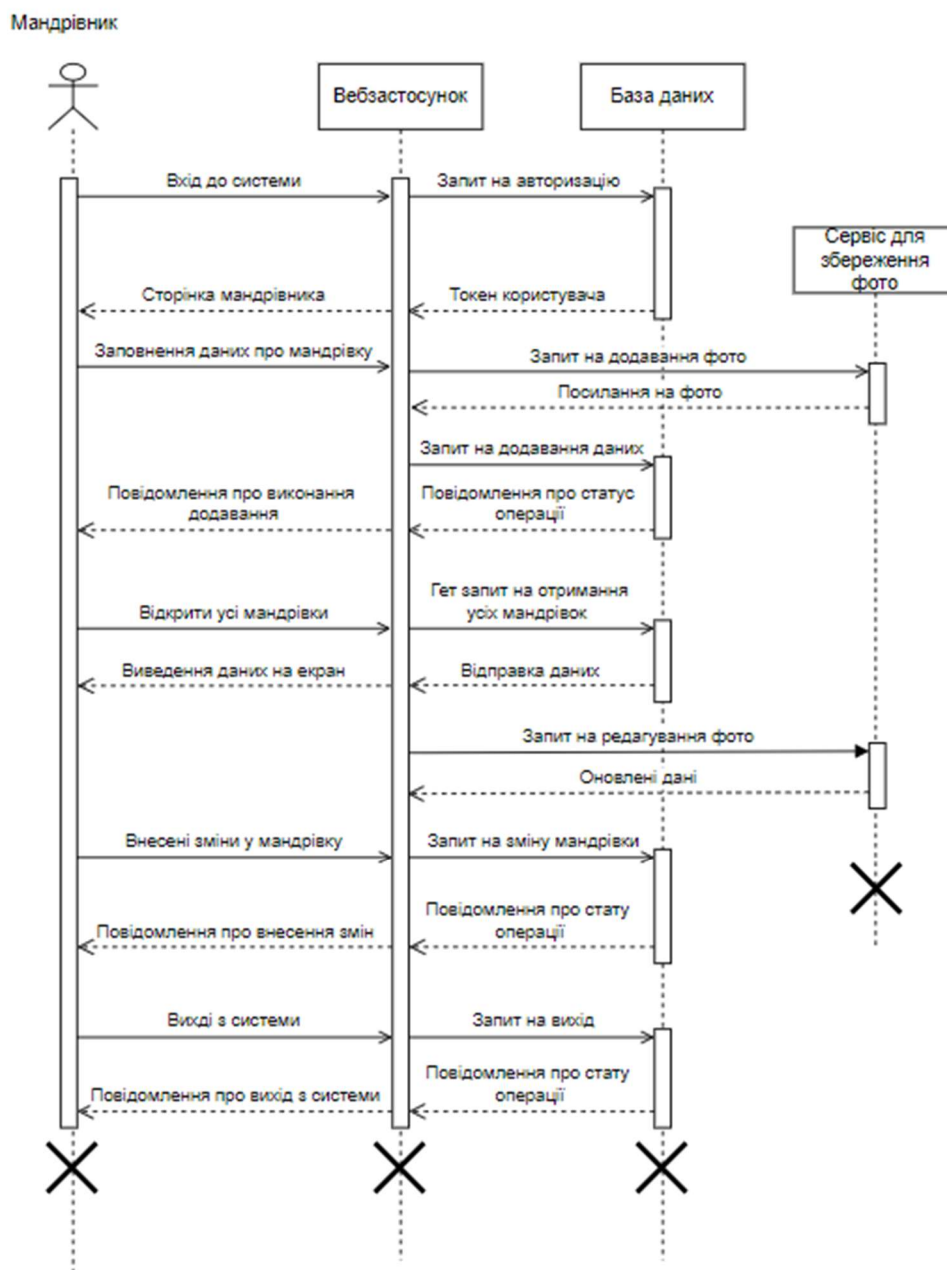 Мандрівник
Вебзастосунок
База даних
Вхід до системи
Запит на авторизацію
Сервіс для
збереження
фото
Сторінка мандрівника
Токен користувача
Заповнення даних про мандрівку
Запит на додавання фото
Посилання на фото
Запит на додавання даних
Повідомлення про виконання
додавання
Повідомлення про статус
операції
Гет запит на отримання
усіх мандрівок
Відкрити усі мандрівки
Виведення даних на екран
Відправка даних
Запит на редагування фото
Оновлені дані
Внесені зміни у мандрівку
Запит на зміну мандрівки
Повідомлення про стату
операції
Повідомлення про внесення змін
Вихді з системи
Запит на вихід
Повідомлення про стату
операції
Повідомлення про вихід з системи